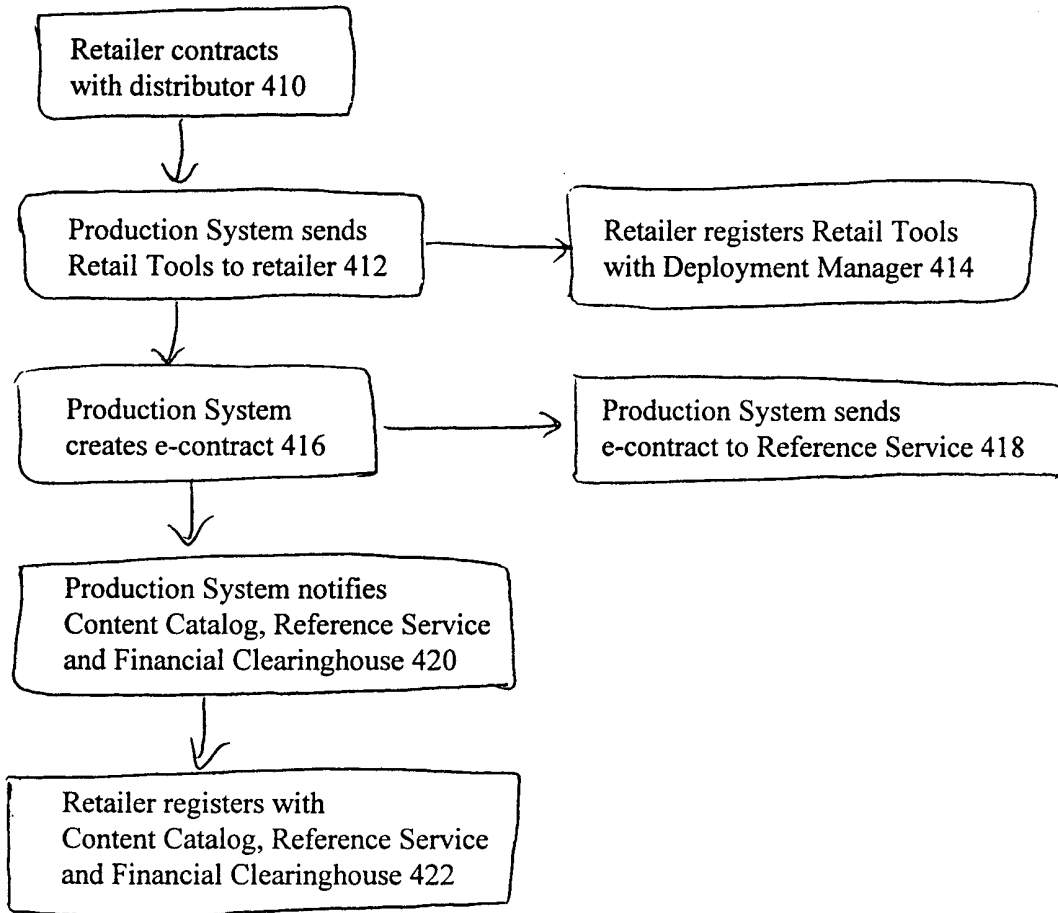 Retailer contracts
with distributor 410
Production System sends
Retail Tools to retailer 412
Retailer registers Retail Tools
with Deployment Manager 414
Production System
creates e-contract 416
Production System sends
e-contract to Reference Service 418
Production System notifies
Content Catalog, Reference Service
and Financial Clearinghouse 420
Retailer registers with
Content Catalog, Reference Service
and Financial Clearinghouse 422